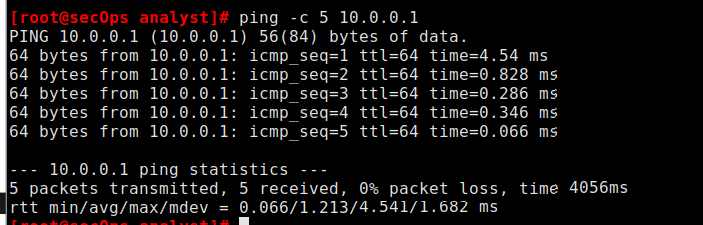 [root@secOps analyst]# ping -c 5 10.0.0.1
PING 10.0.0.1 (10.0.0.1) 56(84) bytes of data.
64 bytes from 10.0.0.1: icmp_seq=1 ttl=64 time=4.54 ms
64 bytes from 10.0.0.1: icmp_seq=2 ttl=64 time=0.828 ms
64 bytes from 10.0.0.1: icmp_seq=3 ttl=64 time=0.286 ms
64 bytes from 10.0.0.1: icmp_seq=4 ttl=64 time=0.346 ms
64 bytes from 10.0.0.1: icmp_seq=5 ttl=64 time=0.066 ms
--- 10.0.0.1 ping statistics ---
5 packets transmitted, 5 received, 0% packet loss, time 4056ms
rtt min/avg/max/mdev = 0.066/1.213/4.541/1.682 ms
[root@secOps analyst]#